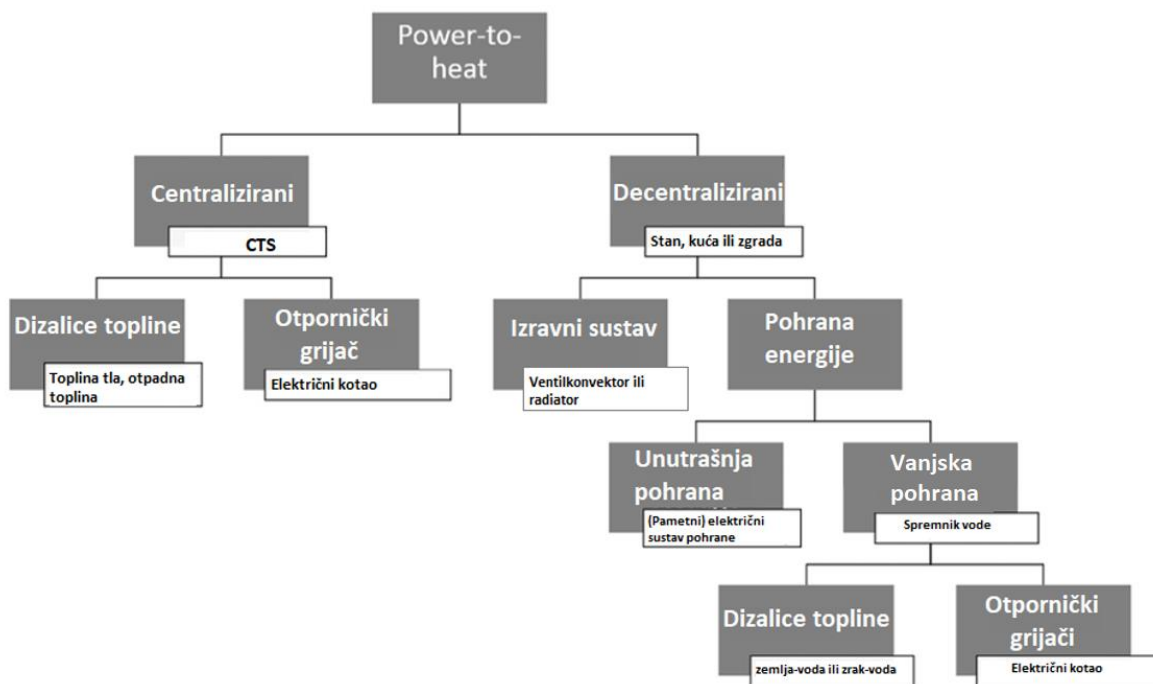 Power-to-
heat
Centralizirani
CTS
Decentralizirani
Stan, kuća ili zgrada
Dizalice topline
Toplina tla, otpadna
toplina
Otpornički
grijač
Električni kotao
Izravni sustav
Ventilkonvektor ili
radiator
Pohrana
energije
Unutrašnja
pohrana
(Pametni) električni
sustav pohrane
Vanjska
pohrana
Spremnik vode
Dizalice topline
zemlja-voda ili zrak-voda
Otpornički
grijači
Električni kotao